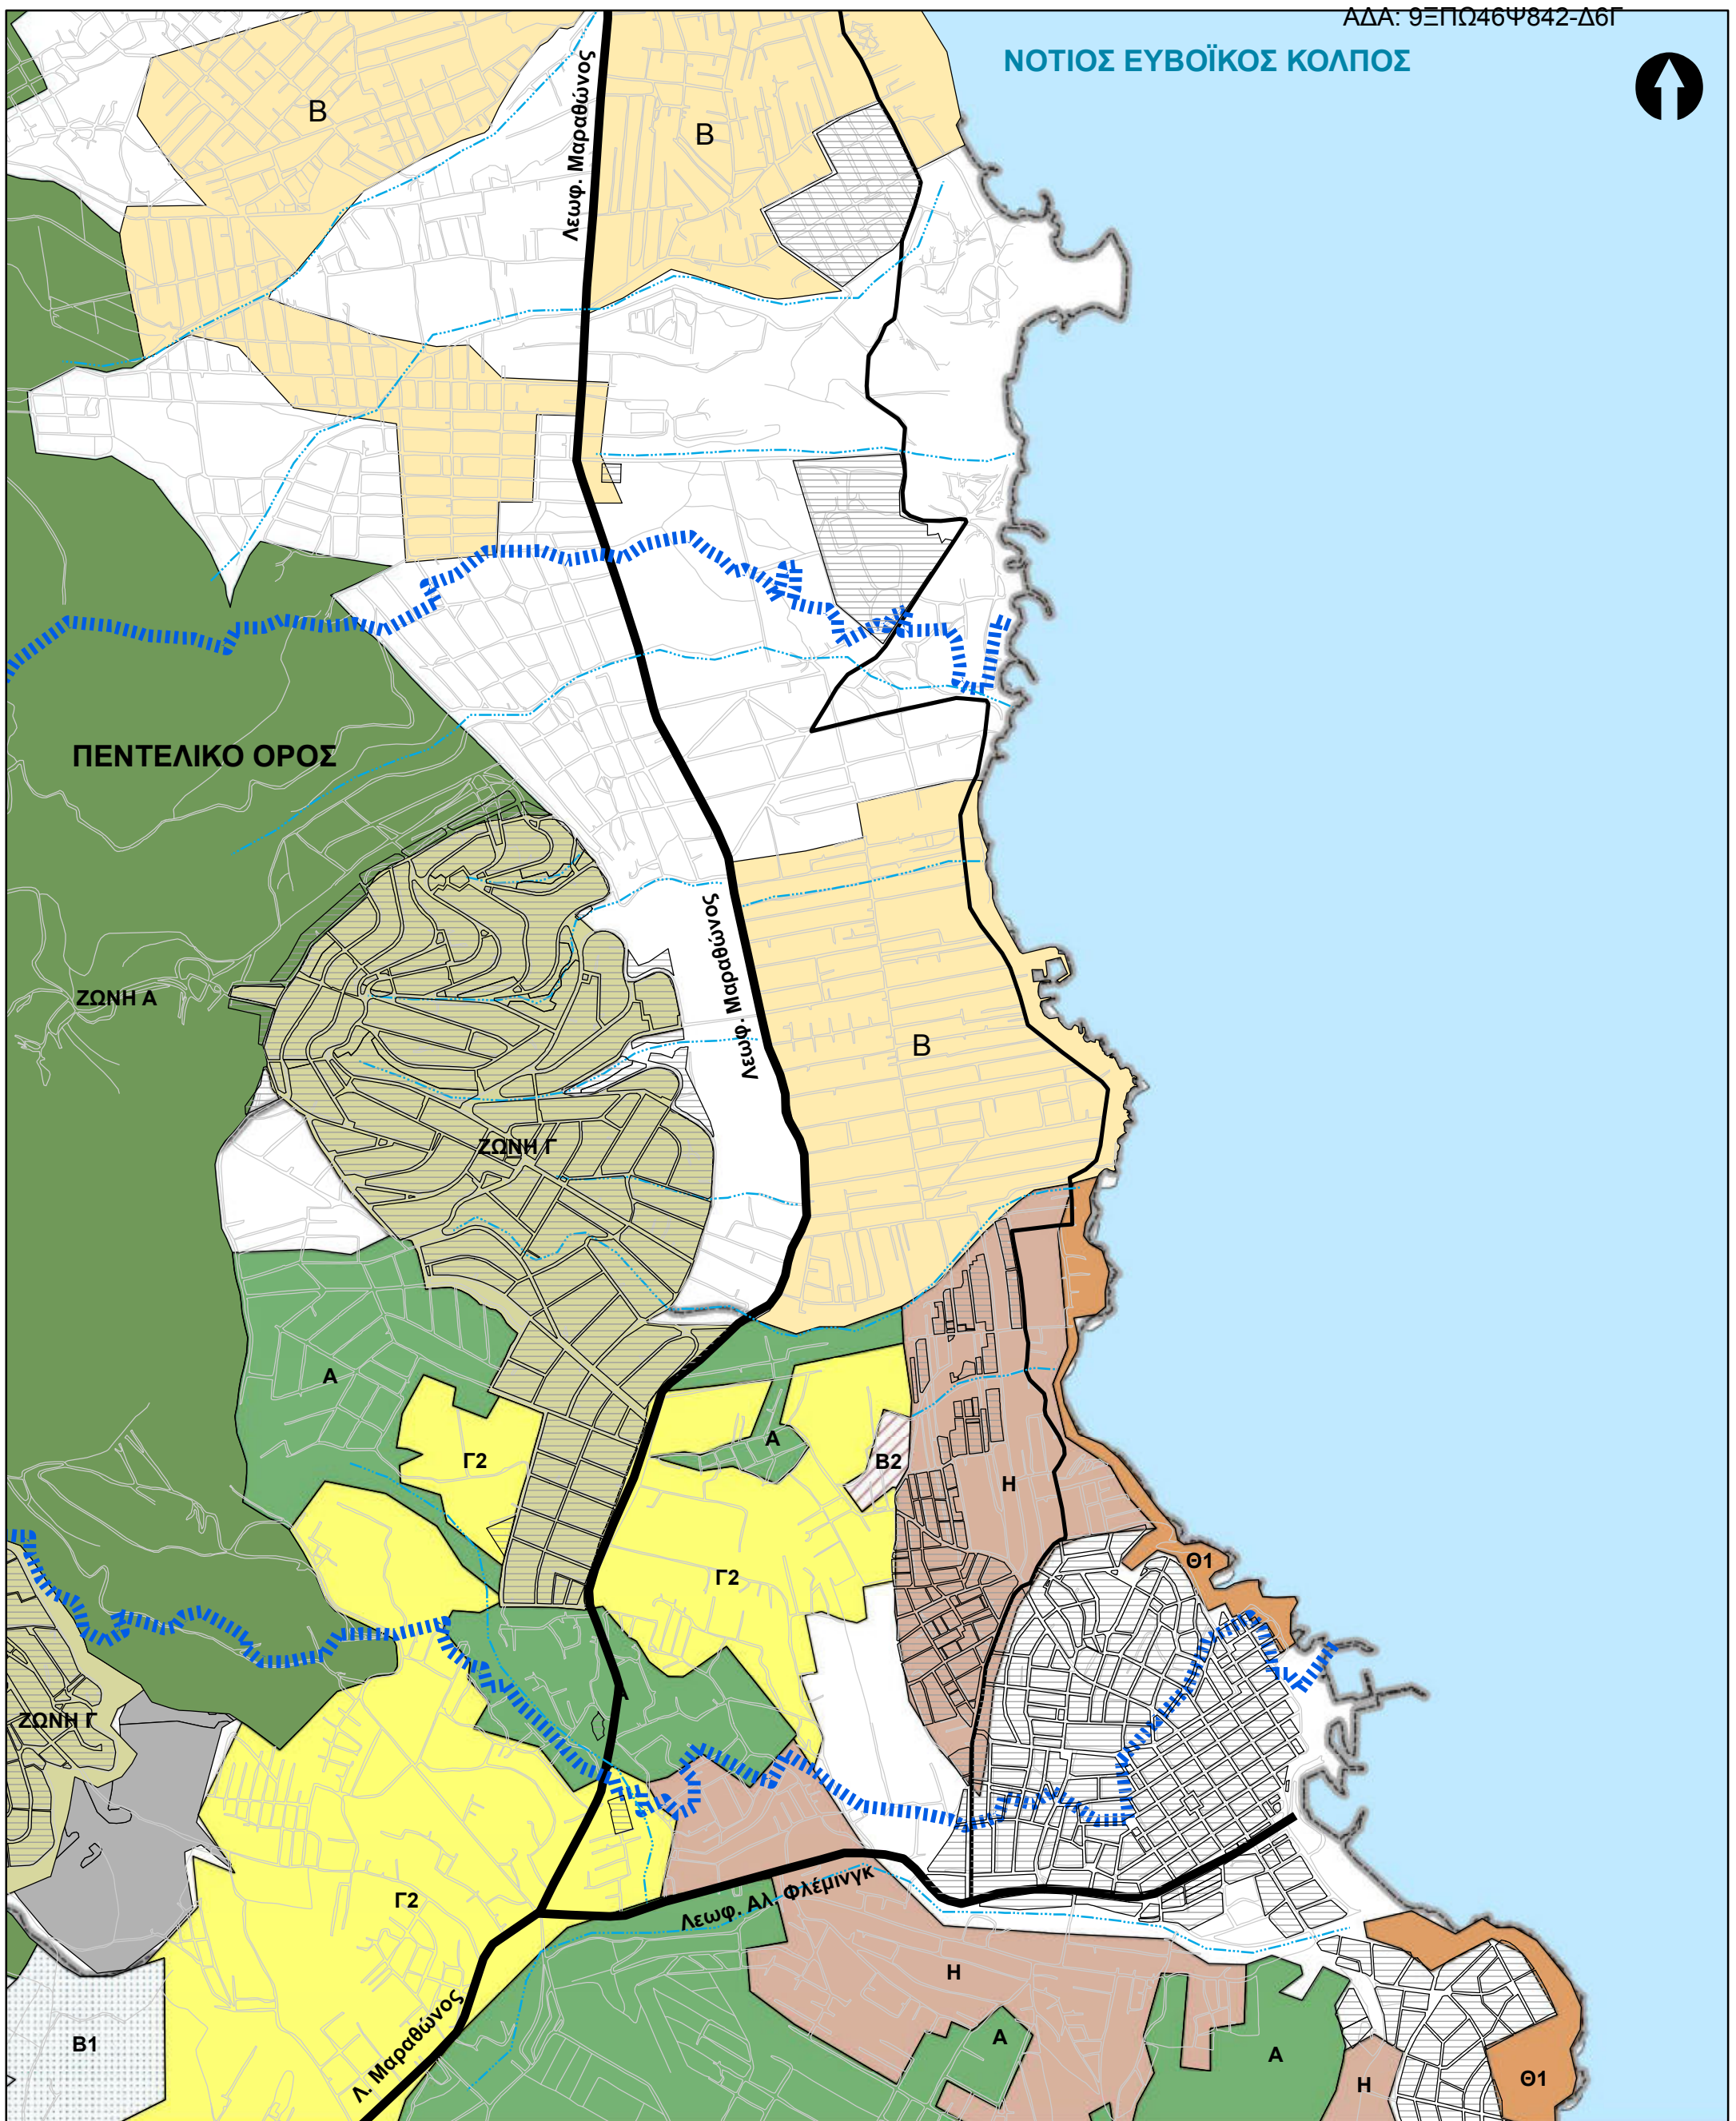 ΑΔΑ: 9ΞΠΩ46Ψ842-Δ6Γ
ΝΟΤΙΟΣ ΕΥΒΟΪΚΟΣ ΚΟΛΠΟΣ
Β
Β
Λεωφ. Μαραθώνος
ΠΕΝΤΕΛΙΚΟ ΟΡΟΣ
Λεωφ. Μαραθώνος
ΖΩΝΗ Α
Β
ΖΩΝΗ Γ
Α
Α
Γ2
Β2
Η
Θ1
Γ2
Α
ΖΩΝΗ Γ
Λεωφ. Αλ. Φλέμινγκ
Γ2
Η
Α
Α
Β1
Λ. Μαραθώνος
Η
Θ1